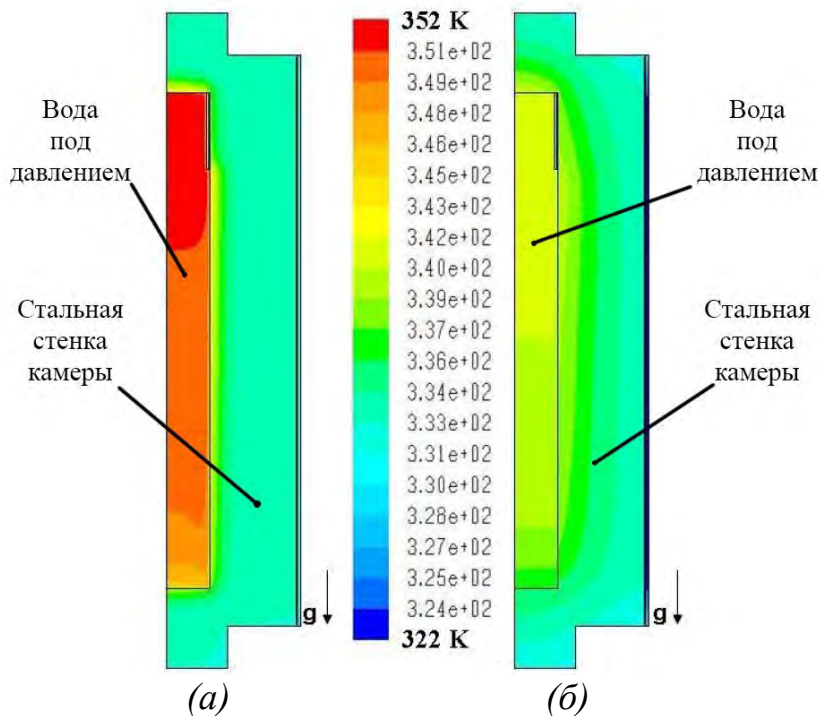 352 K
3.51e+02
3.49e+02
3.48e+02
3.46e+02
3.45e+02
3.43e+02
3.42e+02
3.40e+02
3.39e+02
3.37e+02
3.36e+02
3.34e+02
3.33e+02
3.31e+02
3.30e+02
3.28e+02
3.27e+02
3.25e+02
3.24e+02
322 K
Вода
под
давлением
Стальная
стенка
камеры
g
(а)
Вода
под
давлением
Стальная
стенка
камеры
g
(б)